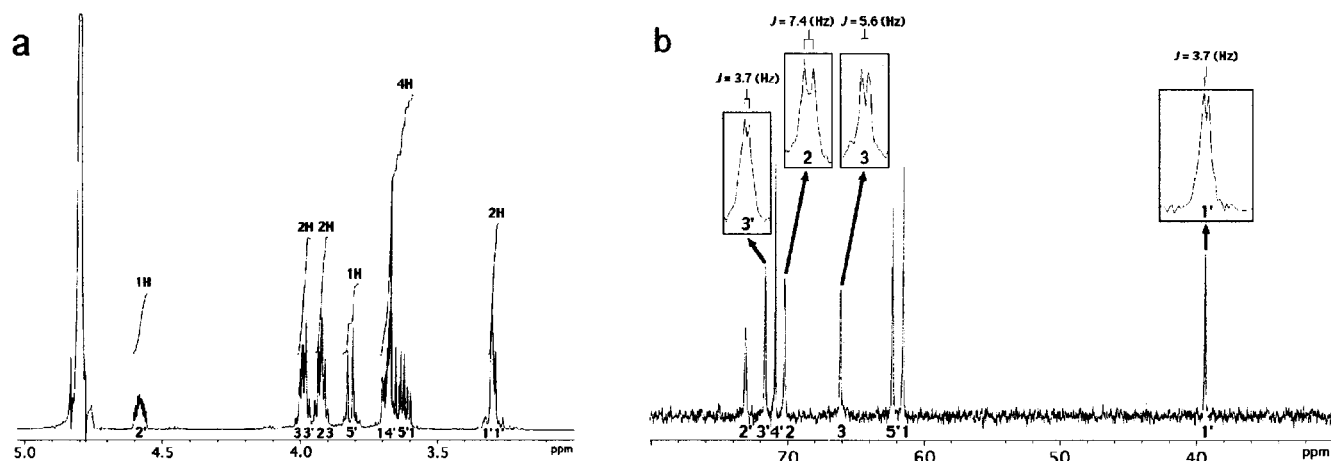 a
4H
2H 2H
2H
1H
1H
2' 3 3' 2 3 5' 1 4' 5' 1 1' 1'
5.0 4.5 4.0 3.5 ppm
b
J = 7.4 (Hz) J = 5.6 (Hz)
J = 3.7 (Hz) J = 3.7 (Hz)
2 3
3' 1'
2' 3' 4' 2 3 5' 1 1'
70 60 50 40 ppm